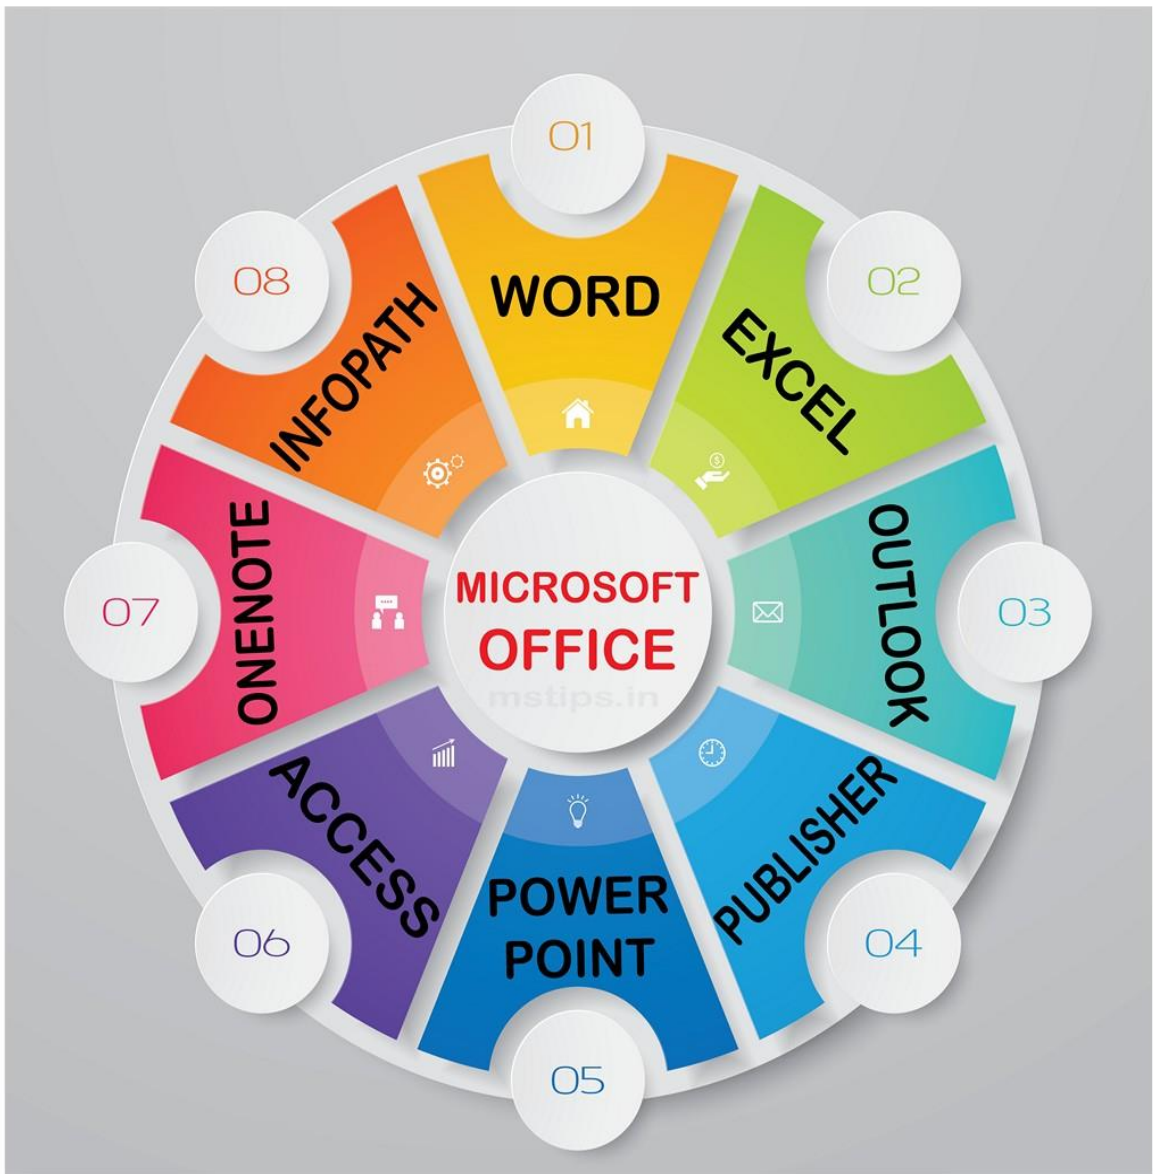 01
WORD
02
EXCEL
03
OUTLOOK
04
PUBLISHER
05
POWER
POINT
06
ACCESS
07
ONENOTE
08
INFOPATH
MICROSOFT
OFFICE
mstips.in
$